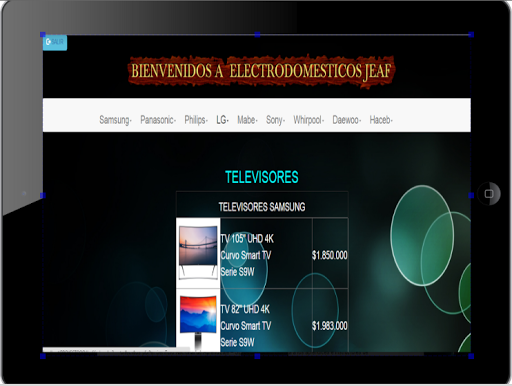 BIENVENIDOS A ELECTRODOMESTICOS JEAF
Samsung Panasonic Philips LG Mabe Sony Whirpool Daewoo Haceb
TELEVISORES
TELEVISORES SAMSUNG
TV 105" UHD 4K
Curvo Smart TV
Serie S9W
$1.850.000
TV 82" UHD 4K
Curvo Smart TV
Serie S9W
$1.983.000